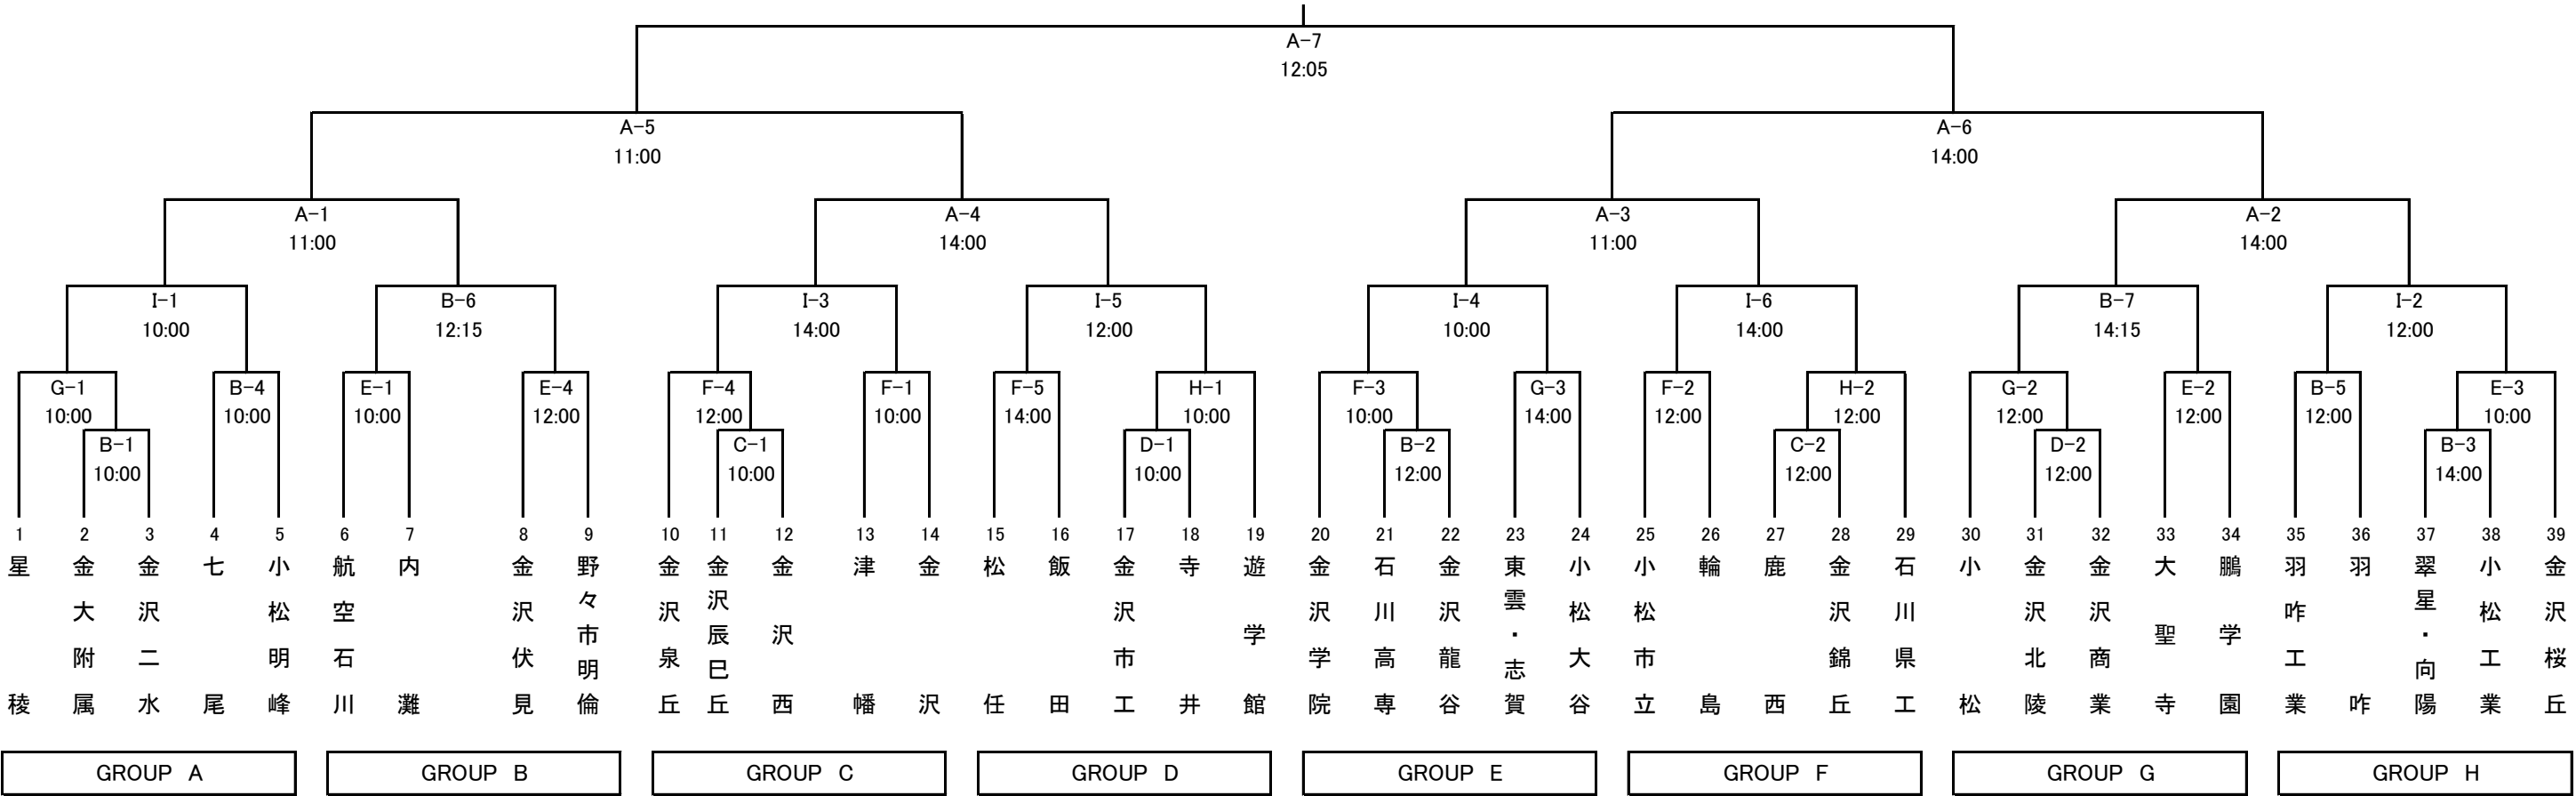 A-7
12:05
A-5
A-6
11:00
14:00
A-1
A-4
A-3
A-2
11:00
14:00
11:00
14:00
I-1
B-6
I-3
I-5
I-4
I-6
B-7
I-2
10:00
12:15
14:00
12:00
10:00
14:00
14:15
12:00
G-1
B-4
E-1
E-4
F-4
F-1
F-5
H-1
F-3
G-3
F-2
H-2
G-2
E-2
B-5
E-3
10:00
10:00
10:00
12:00
12:00
10:00
14:00
10:00
10:00
14:00
12:00
12:00
12:00
12:00
12:00
10:00
B-1
C-1
D-1
B-2
C-2
D-2
B-3
10:00
10:00
10:00
12:00
12:00
12:00
14:00
1
星稜
2
金大附属
3
金沢二水
4
七尾
5
小松明峰
6
航空石川
7
内灘
8
金沢伏見
9
野々市明倫
10
金沢泉丘
11
金沢辰巳丘
12
金沢西
13
津幡
14
金沢
15
松任
16
飯田
17
金沢市工
18
寺井
19
遊学館
20
金沢学院
21
石川高専
22
金沢龍谷
23
東雲・志賀
24
小松大谷
25
小松市立
26
輪島
27
鹿西
28
金沢錦丘
29
石川県工
30
小松
31
金沢北陵
32
金沢商業
33
大聖寺
34
鵬学園
35
羽咋工業
36
羽咋
37
翠星・向陽
38
小松工業
39
金沢桜丘
GROUP A
GROUP B
GROUP C
GROUP D
GROUP E
GROUP F
GROUP G
GROUP H